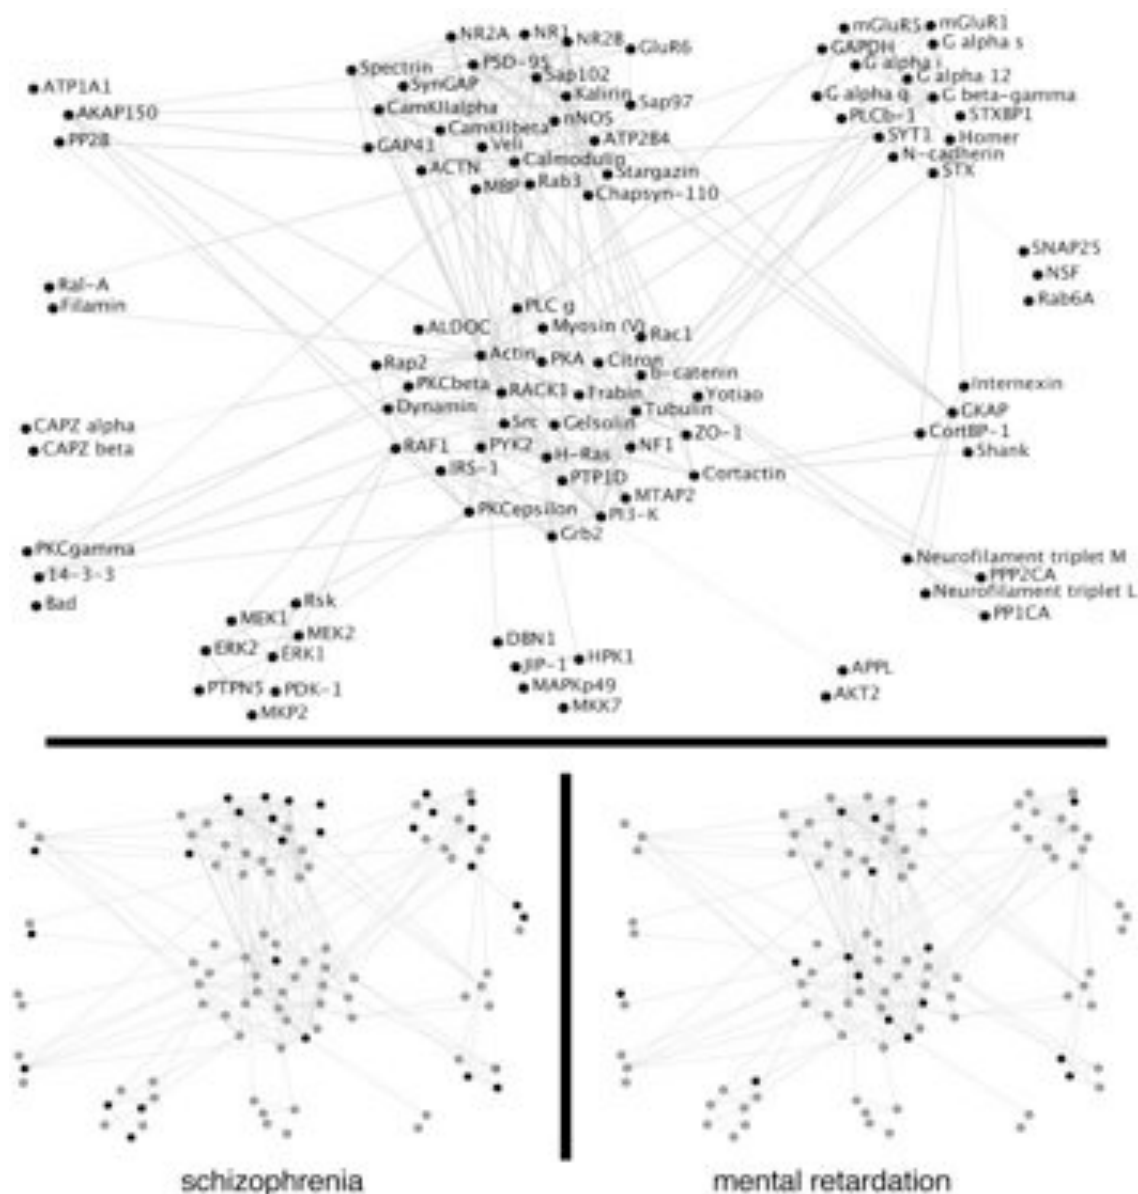 NR2A
NR1
NR2B
GluR6
mGluR5
mGluR1
GAPDH
G alpha s
Spectrin
PSD-95
Sap102
G alpha i
G alpha 12
ATP1A1
SynGAP
Kalirin
Sap97
G alpha q
G beta-gamma
AKAP150
CamKIIalpha
nNOS
PLCb-1
STXBP1
PP2B
CamKIIbeta
ATP2B4
SYT1
Homer
GAP43
Veli
Calmodulin
N-cadherin
ACTN
Stargazin
STX
MBP
Rab3
Chapsyn-110
SNAP25
NSF
Ral-A
Rab6A
Filamin
PLC g
ALDOC
Myosin (V)
Rac1
Actin
PKA
Citron
Rap2
b-catenin
PKCbeta
RACK1
Trabin
Yotiao
Internexin
Dynamin
Tubulin
GKAP
CAPZ alpha
Src
Gelsolin
ZO-1
CortBP-1
CAPZ beta
RAF1
PYK2
H-Ras
NF1
Shank
IRS-1
PTP1D
Cortactin
MTAP2
PKCepsilon
PI3-K
Grb2
PKCgamma
Neurofilament triplet M
14-3-3
PPP2CA
Bad
Neurofilament triplet L
Rsk
PP1CA
MEK1
MEK2
DBN1
ERK2
ERK1
JIP-1
HPK1
APPL
PTPN5
PDK-1
MAPKp49
AKT2
MKP2
MKK7
schizophrenia
mental retardation